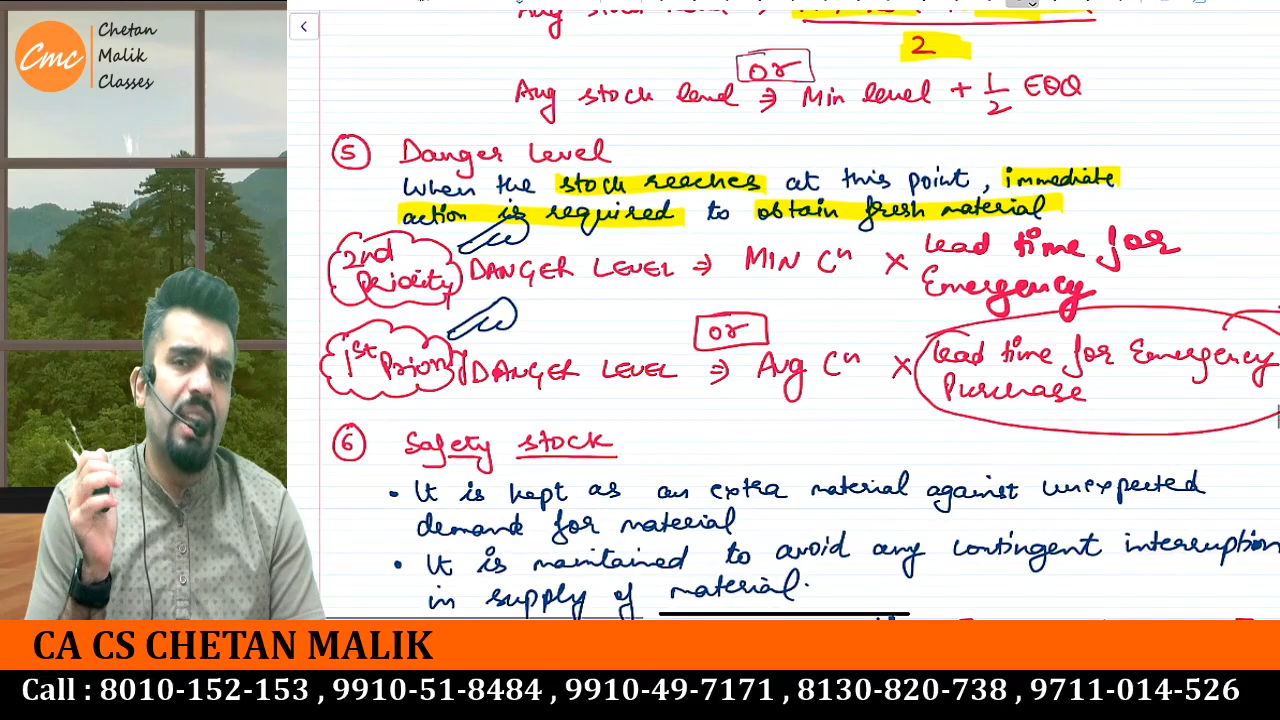 Chetan
Malik
Classes
CMC
Avg stock level ⇒
2
or
Avg stock level ⇒ Min level + 1/2 EOQ
⑤ Danger Level
When the stock reaches at this point, immediate
action is required to obtain fresh material
2nd Priority DANGER LEVEL ⇒ MIN Cⁿ × lead time for
Emergency
or
1st Priority DANGER LEVEL ⇒ Avg Cⁿ × lead time for Emergency
Purchase
⑥ Safety stock
• It is kept as an extra material against unexpected
demand for material
• It is maintained to avoid any contingent interruption
in supply of material.
CA CS CHETAN MALIK
Call : 8010-152-153 , 9910-51-8484 , 9910-49-7171 , 8130-820-738 , 9711-014-526